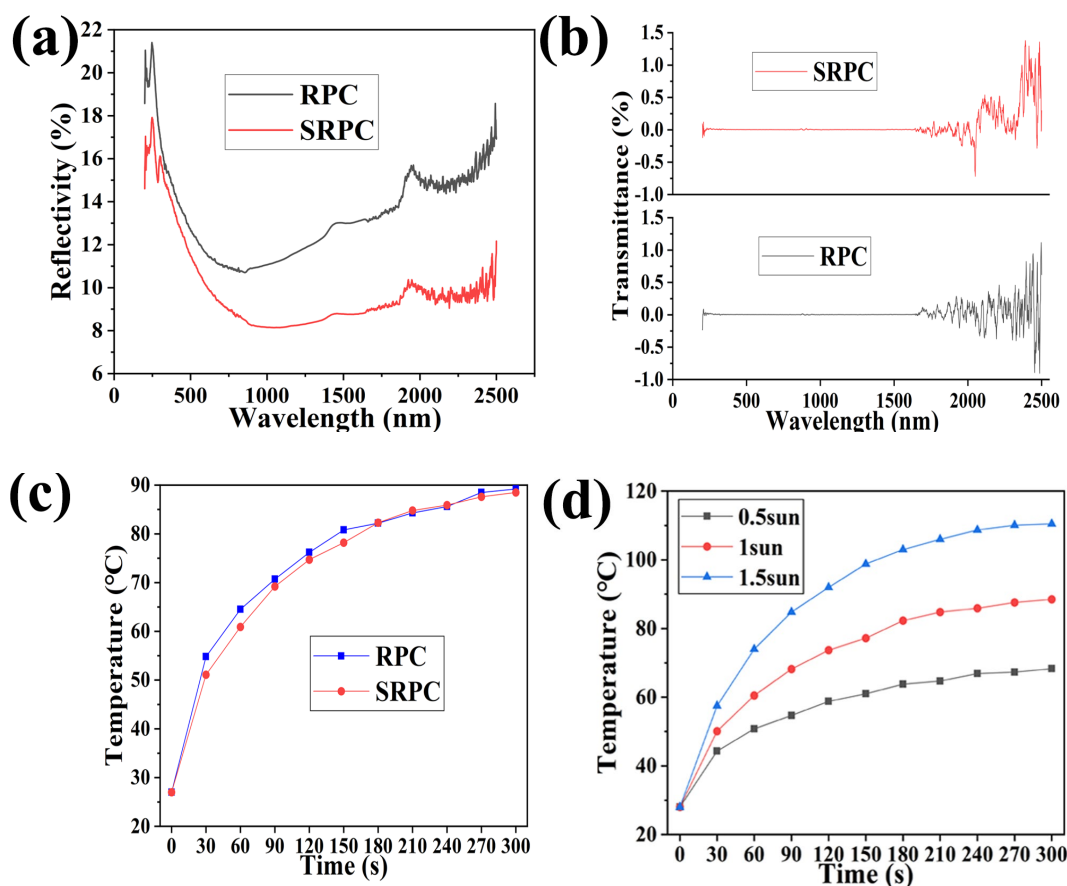 (a)
22
20
18
16
14
12
10
8
6
Reflectivity (%)
RPC
SRPC
0 500 1000 1500 2000 2500
Wavelength (nm)
(b)
1.5
1.0
0.5
0.0
-0.5
-1.0
SRPC
1.5
1.0
0.5
0.0
-0.5
-1.0
RPC
Transmittance (%)
0 500 1000 1500 2000 2500
Wavelength (nm)
(c)
90
80
70
60
50
40
30
20
Temperature (°C)
RPC
SRPC
0 30 60 90 120 150 180 210 240 270 300
Time (s)
(d)
120
100
80
60
40
20
Temperature (°C)
0.5sun
1sun
1.5sun
0 30 60 90 120 150 180 210 240 270 300
Time (s)